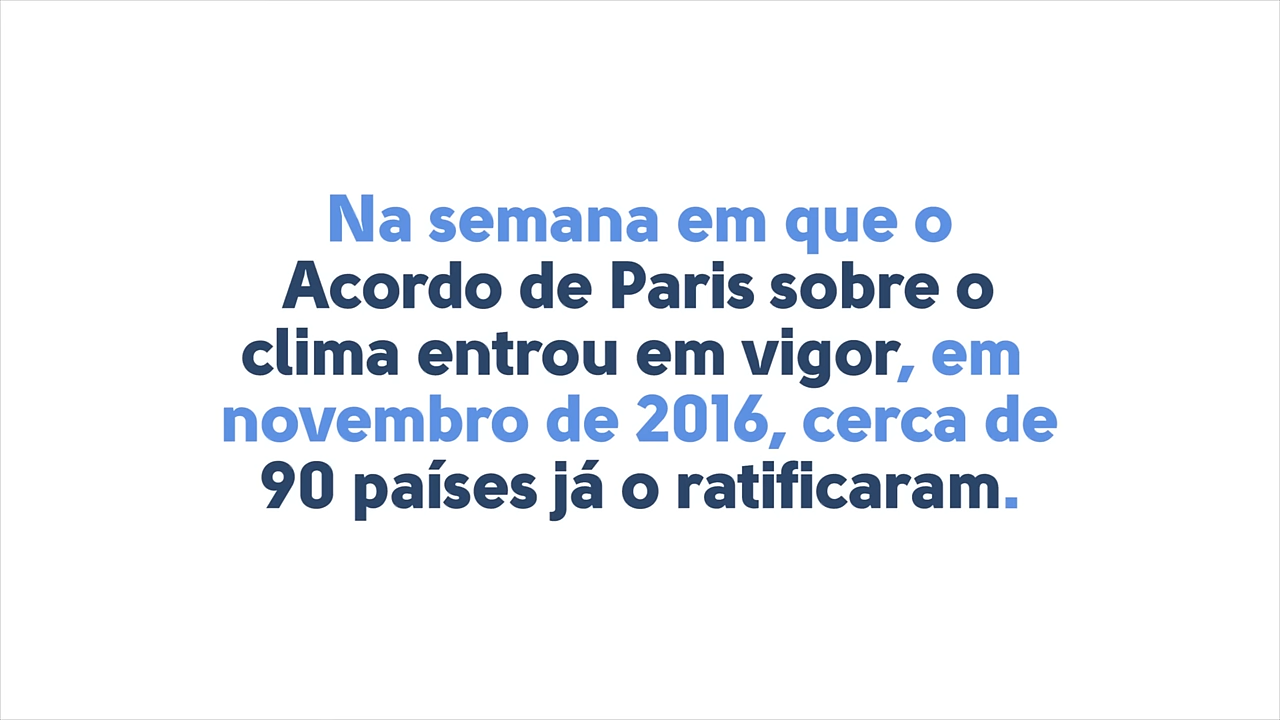 Na semana em que o
Acordo de Paris sobre o
clima entrou em vigor, em
novembro de 2016, cerca de
90 países já o ratificaram.